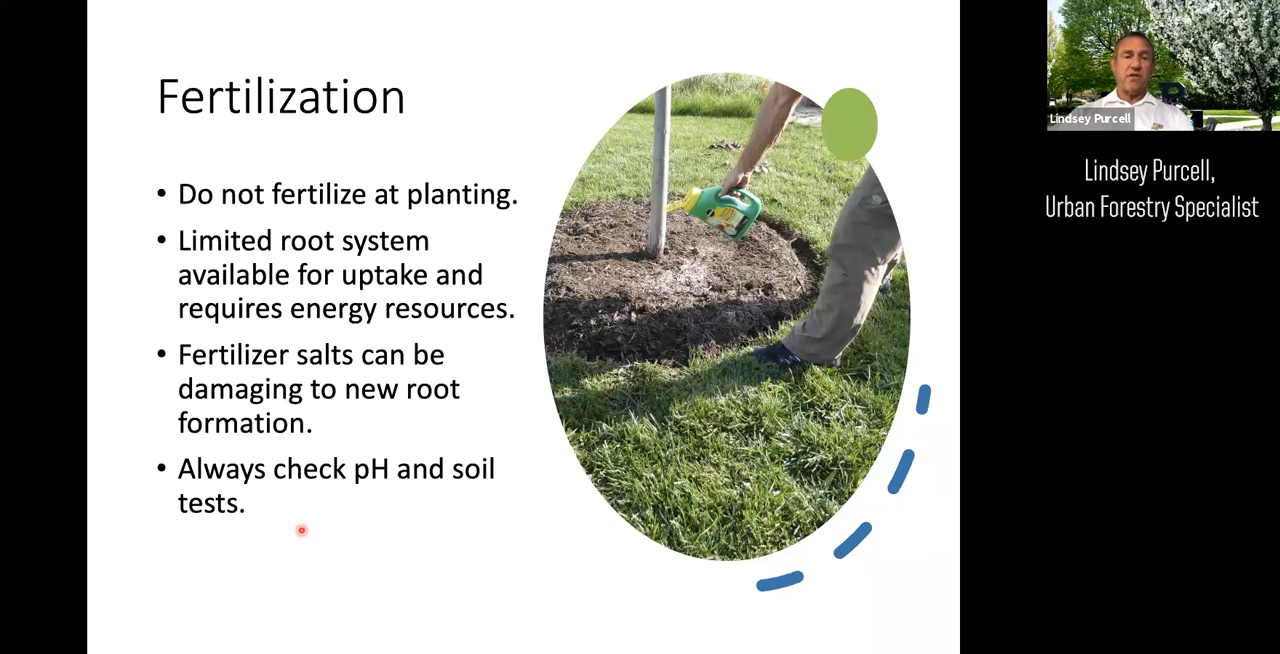 Fertilization
• Do not fertilize at planting.
• Limited root system
available for uptake and
requires energy resources.
• Fertilizer salts can be
damaging to new root
formation.
• Always check pH and soil
tests.
Lindsey Purcell
Lindsey Purcell,
Urban Forestry Specialist